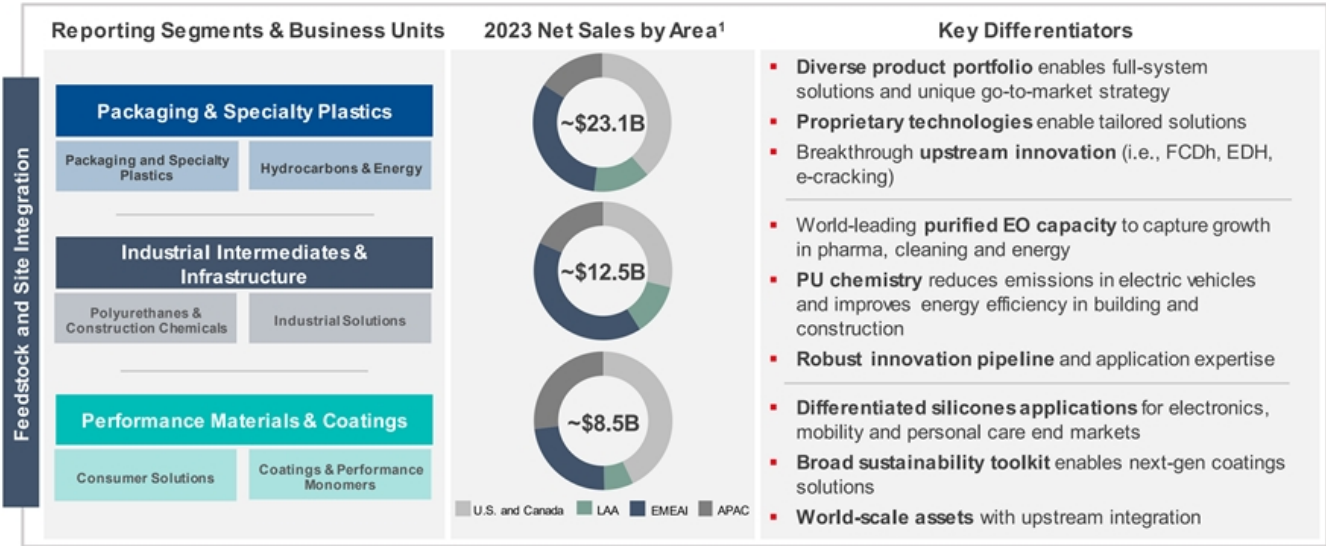 Reporting Segments & Business Units
2023 Net Sales by Area¹
Key Differentiators
Feedstock and Site Integration
Packaging & Specialty Plastics
Packaging and Specialty
Plastics
Hydrocarbons & Energy
~$23.1B
▪ Diverse product portfolio enables full-system
solutions and unique go-to-market strategy
▪ Proprietary technologies enable tailored solutions
▪ Breakthrough upstream innovation (i.e., FCDh, EDH,
e-cracking)
Industrial Intermediates &
Infrastructure
Polyurethanes &
Construction Chemicals
Industrial Solutions
~$12.5B
▪ World-leading purified EO capacity to capture growth
in pharma, cleaning and energy
▪ PU chemistry reduces emissions in electric vehicles
and improves energy efficiency in building and
construction
▪ Robust innovation pipeline and application expertise
Performance Materials & Coatings
Consumer Solutions
Coatings & Performance
Monomers
~$8.5B
▪ Differentiated silicones applications for electronics,
mobility and personal care end markets
▪ Broad sustainability toolkit enables next-gen coatings
solutions
▪ World-scale assets with upstream integration
U.S. and Canada LAA EMEAI APAC